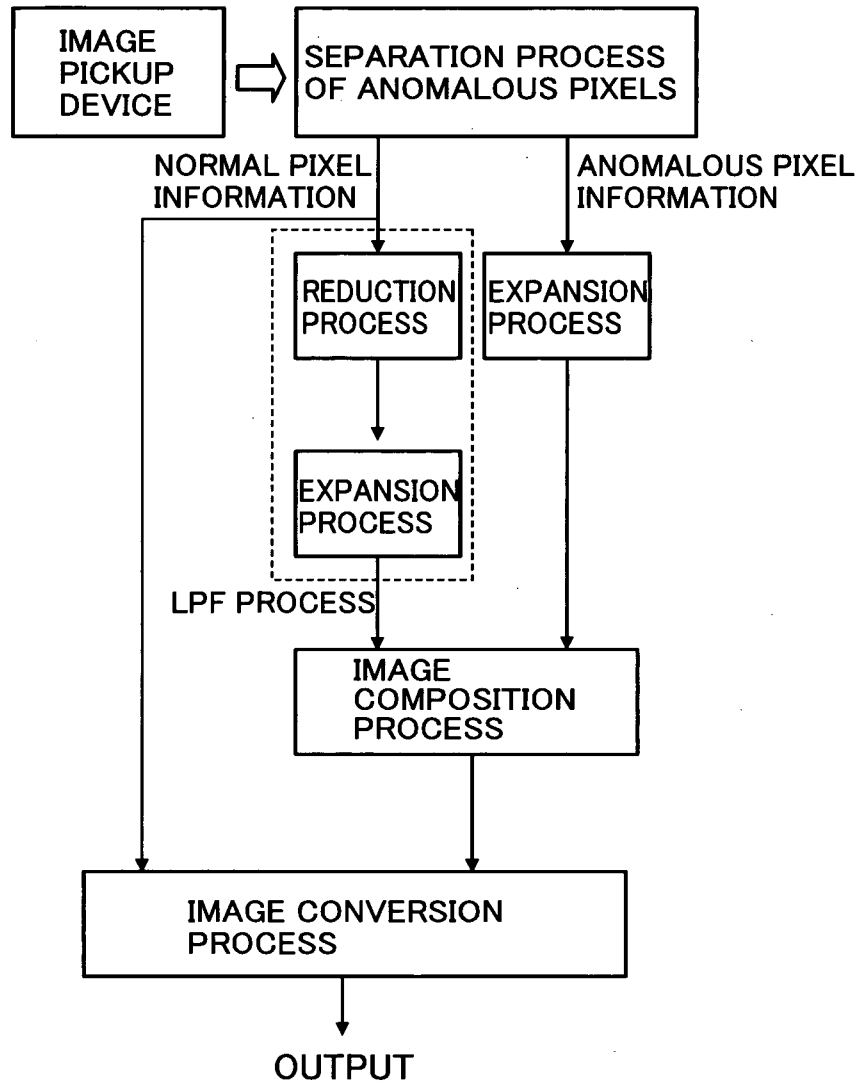 IMAGE
PICKUP
DEVICE
SEPARATION PROCESS
OF ANOMALOUS PIXELS
NORMAL PIXEL
INFORMATION
ANOMALOUS PIXEL
INFORMATION
REDUCTION
PROCESS
EXPANSION
PROCESS
EXPANSION
PROCESS
LPF PROCESS
IMAGE
COMPOSITION
PROCESS
IMAGE CONVERSION
PROCESS
OUTPUT